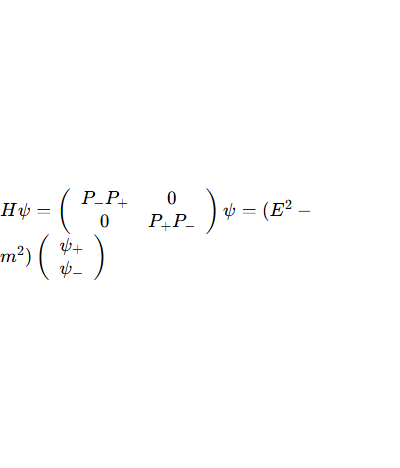 Hψ = ( P₋P₊ 0 ; 0 P₊P₋ ) ψ = (E² −
m²) ( ψ₊ ; ψ₋ )